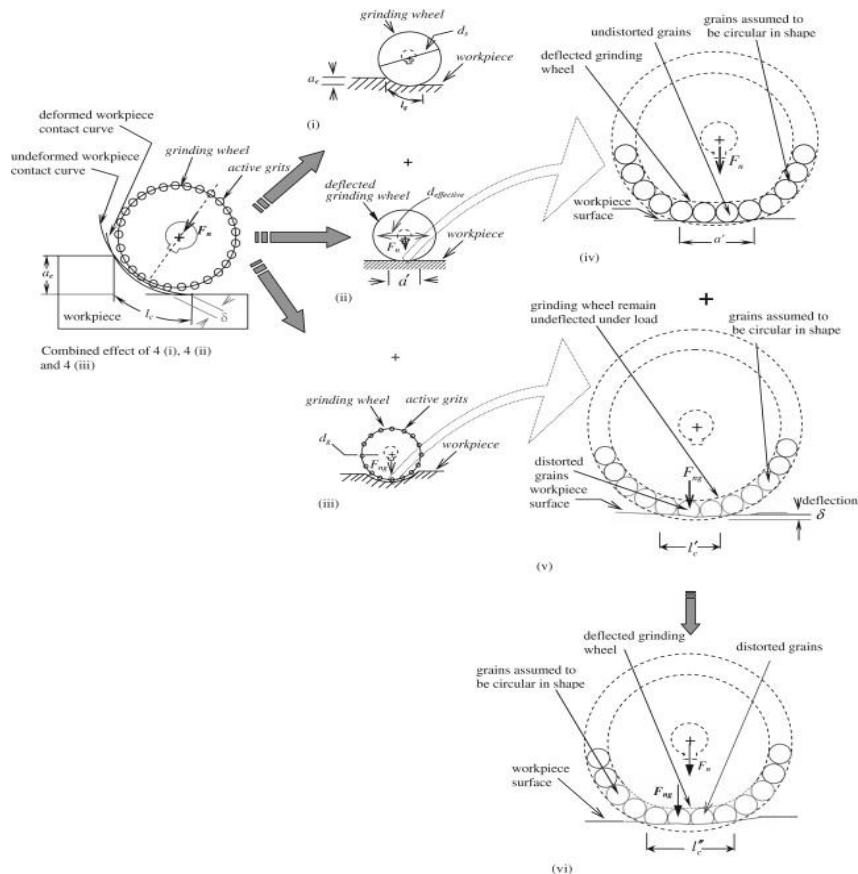 grinding wheel
d_s
workpiece
a_e
l_g
(i)
deformed workpiece
contact curve
undeformed workpiece
contact curve
grinding wheel
active grits
F_n
a_e
l_c
δ
workpiece
Combined effect of 4 (i), 4 (ii)
and 4 (iii)
+
deflected
grinding wheel
d_effective
workpiece
F_n
a'
(ii)
+
grinding wheel
active grits
d_g
F_ng
workpiece
(iii)
undistorted grains
grains assumed to
be circular in shape
deflected grinding
wheel
F_n
workpiece
surface
a'
(iv)
+
grinding wheel remain
undeflected under load
grains assumed to
be circular in shape
distorted
grains
workpiece
surface
F_ng
deflection
δ
l'_c
(v)
deflected grinding
wheel
distorted grains
grains assumed to
be circular in shape
F_n
F_ng
workpiece
surface
l''_c
(vi)